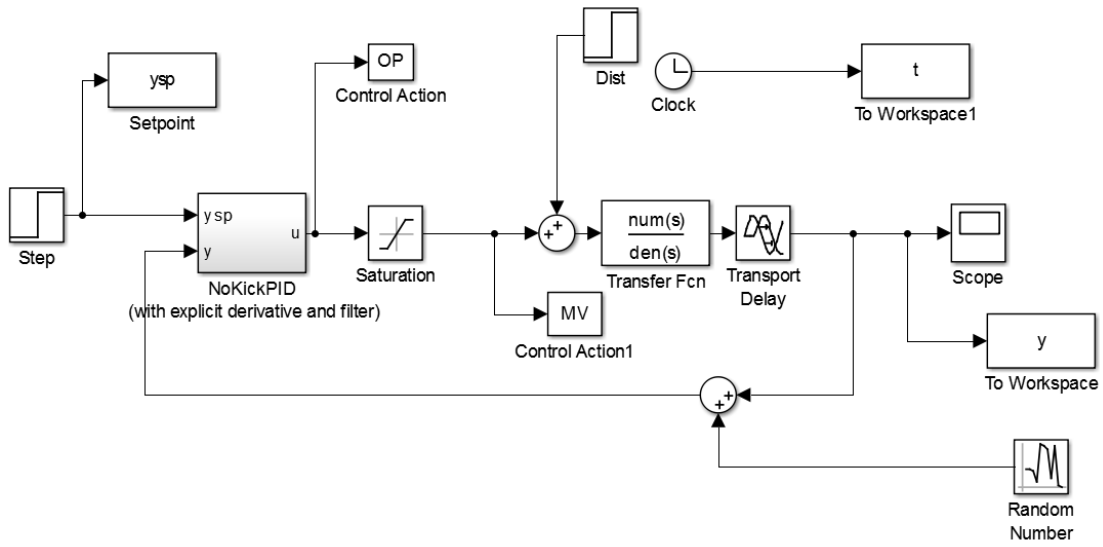 ysp
Setpoint
OP
Control Action
Dist
Clock
t
To Workspace1
Step
y sp
y
u
NoKickPID
(with explicit derivative and filter)
Saturation
++
num(s)
den(s)
Transfer Fcn
Transport
Delay
Scope
MV
Control Action1
y
To Workspace
++
Random
Number